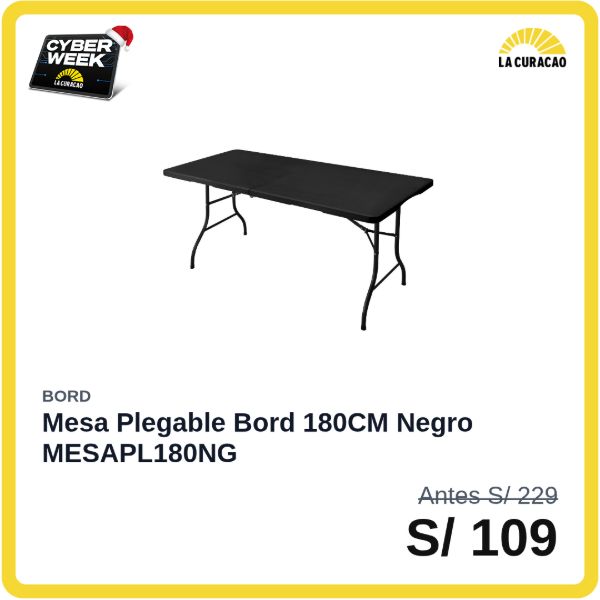 CYBER
WEEK
LA CURACAO
LA CURACAO
BORD
Mesa Plegable Bord 180CM Negro
MESAPL180NG
Antes S/ 229
S/ 109